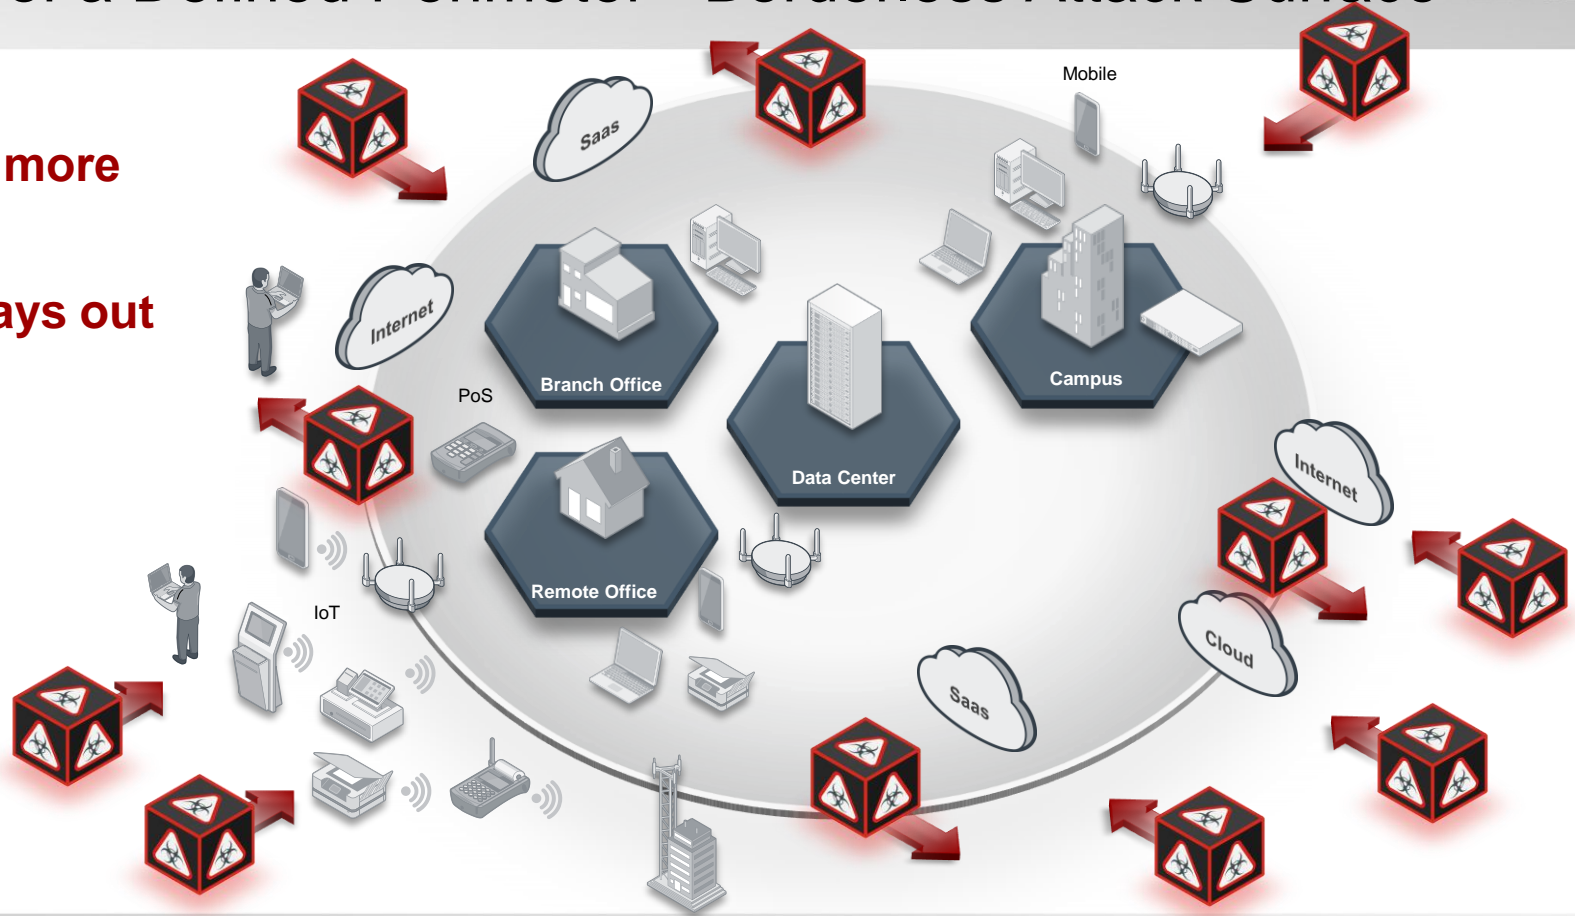 Mobile
Saas
more
ays out
Internet
Branch Office
Campus
PoS
Data Center
Internet
Remote Office
IoT
Cloud
Saas